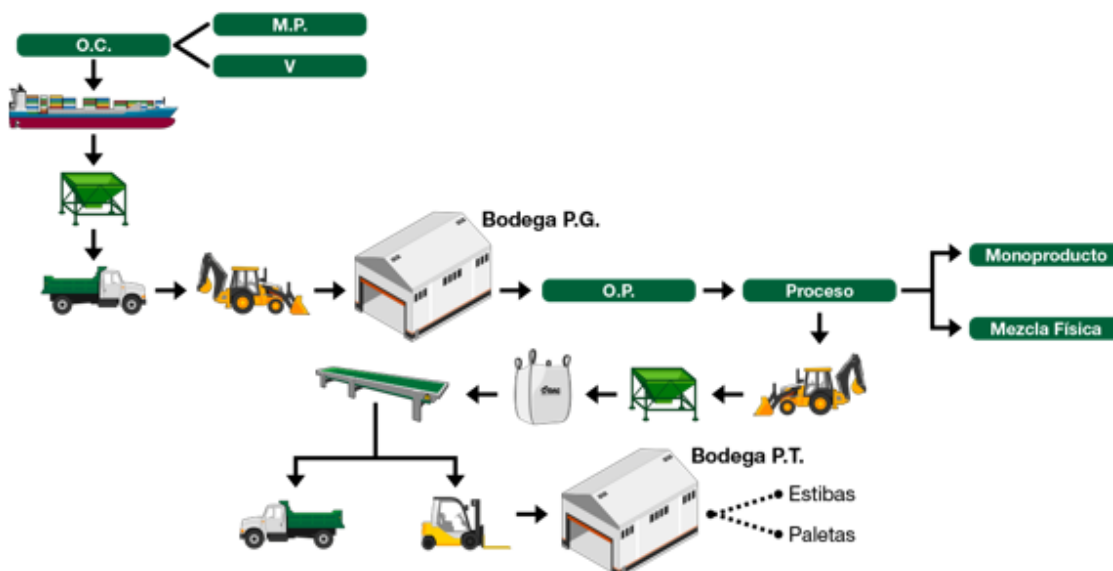 O.C.
M.P.
V
Bodega P.G.
O.P.
Proceso
Monoproducto
Mezcla Física
Bodega P.T.
Estibas
Paletas